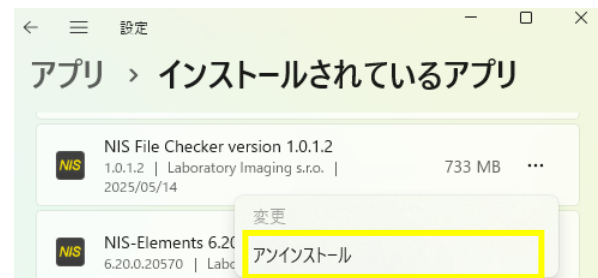 設定
アプリ › インストールされているアプリ
NIS File Checker version 1.0.1.2
NIS
1.0.1.2 | Laboratory Imaging s.r.o. |
733 MB
2025/05/14
変更
NIS-Elements 6.20
NIS
アンインストール
6.20.0.20570 |